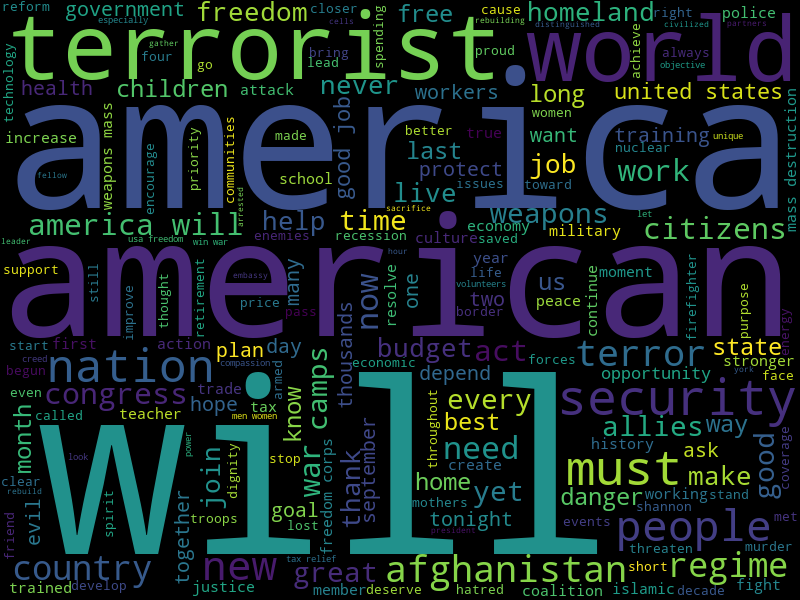 reform
government
especially
freedom
closer
cells
free
cause
rebuilding
homeland
right
police
distinguished
civilized
partners
terrorist
gather
four
go
bring
lead
spending
proud
world
achieve
always
objective
technology
health
children
attack
never
workers
long
united states
america
increase
weapons mass
encourage
priority
communities
made
school
good job
better
true
protect
last
issues
women
want
training
nuclear
unique
toward
job
work
mass destruction
fellow
arrested
live
america will
help
time
sacrifice
weapons
citizens
leader
usa freedom
win war
enemies
recession
culture
economy
saved
military
let
american
support
still
improve
thought
retirement
embassy
price
many
now
hour
resolve
one
year
life
volunteers
border
two
us
peace
continue
moment
firefighter
purpose
energy
pass
start
first
action
plan
day
thousands
budget
act
terror
state
stronger
creed
begun
nation
compassion
economic
forces
opportunity
face
york
even
congress
trade
hope
armed
tax
know
camps
depend
every
security
called
teacher
men women
month
will
power
look
join
dignity
stop
war
freedom corps
thank
september
throughout
best
need
create
must
allies
history
way
ask
make
good
coverage
clear
rebuild
evil
spirit
together
troops
goal
lost
home
mothers
yet
tonight
danger
working
stand
shannon
events
people
met
friend
president
country
new
tax relief
great
afghanistan
regime
threaten
murder
short
trained
develop
justice
member
deserve
hatred
coalition
islamic
decade
fight